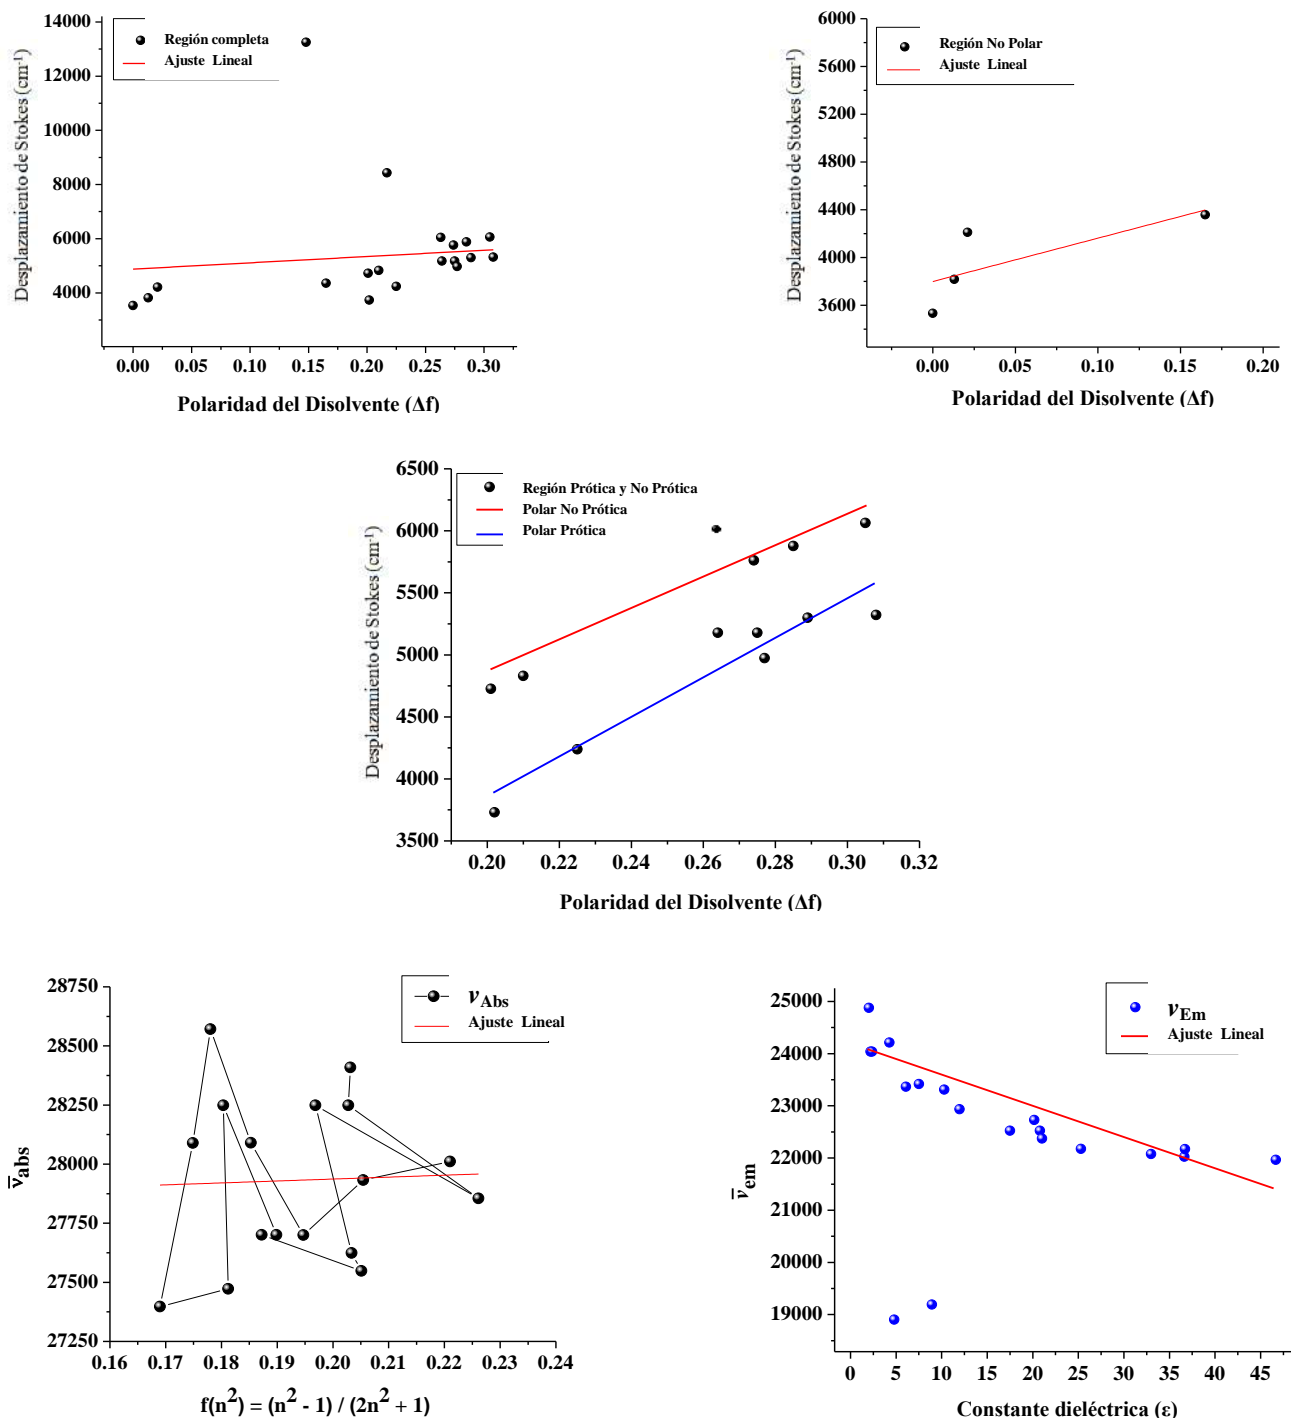 Región completa
Ajuste Lineal
Desplazamiento de Stokes (cm⁻¹)
14000
12000
10000
8000
6000
4000
0.00 0.05 0.10 0.15 0.20 0.25 0.30
Polaridad del Disolvente (Δf)
Región No Polar
Ajuste Lineal
Desplazamiento de Stokes (cm⁻¹)
6000
5600
5200
4800
4400
4000
3600
0.00 0.05 0.10 0.15 0.20
Polaridad del Disolvente (Δf)
Región Prótica y No Prótica
Polar No Prótica
Polar Prótica
Desplazamiento de Stokes (cm⁻¹)
6500
6000
5500
5000
4500
4000
3500
0.20 0.22 0.24 0.26 0.28 0.30 0.32
Polaridad del Disolvente (Δf)
ν Abs
Ajuste Lineal
ν̅abs
28750
28500
28250
28000
27750
27500
27250
0.16 0.17 0.18 0.19 0.20 0.21 0.22 0.23 0.24
f(n²) = (n² - 1) / (2n² + 1)
ν Em
Ajuste Lineal
ν̅em
25000
24000
23000
22000
21000
20000
19000
0 5 10 15 20 25 30 35 40 45
Constante dieléctrica (ε)